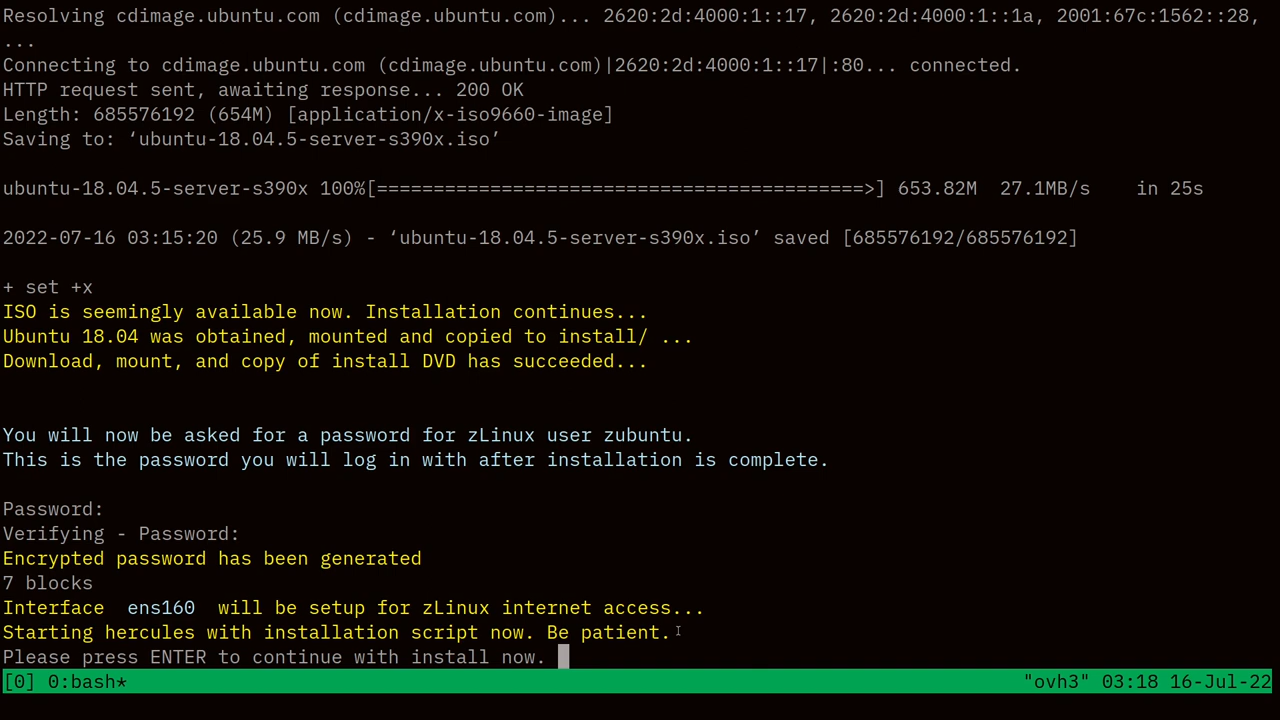 Resolving cdimage.ubuntu.com (cdimage.ubuntu.com)... 2620:2d:4000:1::17, 2620:2d:4000:1::1a, 2001:67c:1562::28,
...
Connecting to cdimage.ubuntu.com (cdimage.ubuntu.com)|2620:2d:4000:1::17|:80... connected.
HTTP request sent, awaiting response... 200 OK
Length: 685576192 (654M) [application/x-iso9660-image]
Saving to: ‘ubuntu-18.04.5-server-s390x.iso’
ubuntu-18.04.5-server-s390x 100%[===========================================>] 653.82M  27.1MB/s    in 25s
2022-07-16 03:15:20 (25.9 MB/s) - ‘ubuntu-18.04.5-server-s390x.iso’ saved [685576192/685576192]
+ set +x
ISO is seemingly available now. Installation continues...
Ubuntu 18.04 was obtained, mounted and copied to install/ ...
Download, mount, and copy of install DVD has succeeded...
You will now be asked for a password for zLinux user zubuntu.
This is the password you will log in with after installation is complete.
Password:
Verifying - Password:
Encrypted password has been generated
7 blocks
Interface  ens160  will be setup for zLinux internet access...
Starting hercules with installation script now. Be patient.
Please press ENTER to continue with install now.
[0] 0:bash* "ovh3" 03:18 16-Jul-22